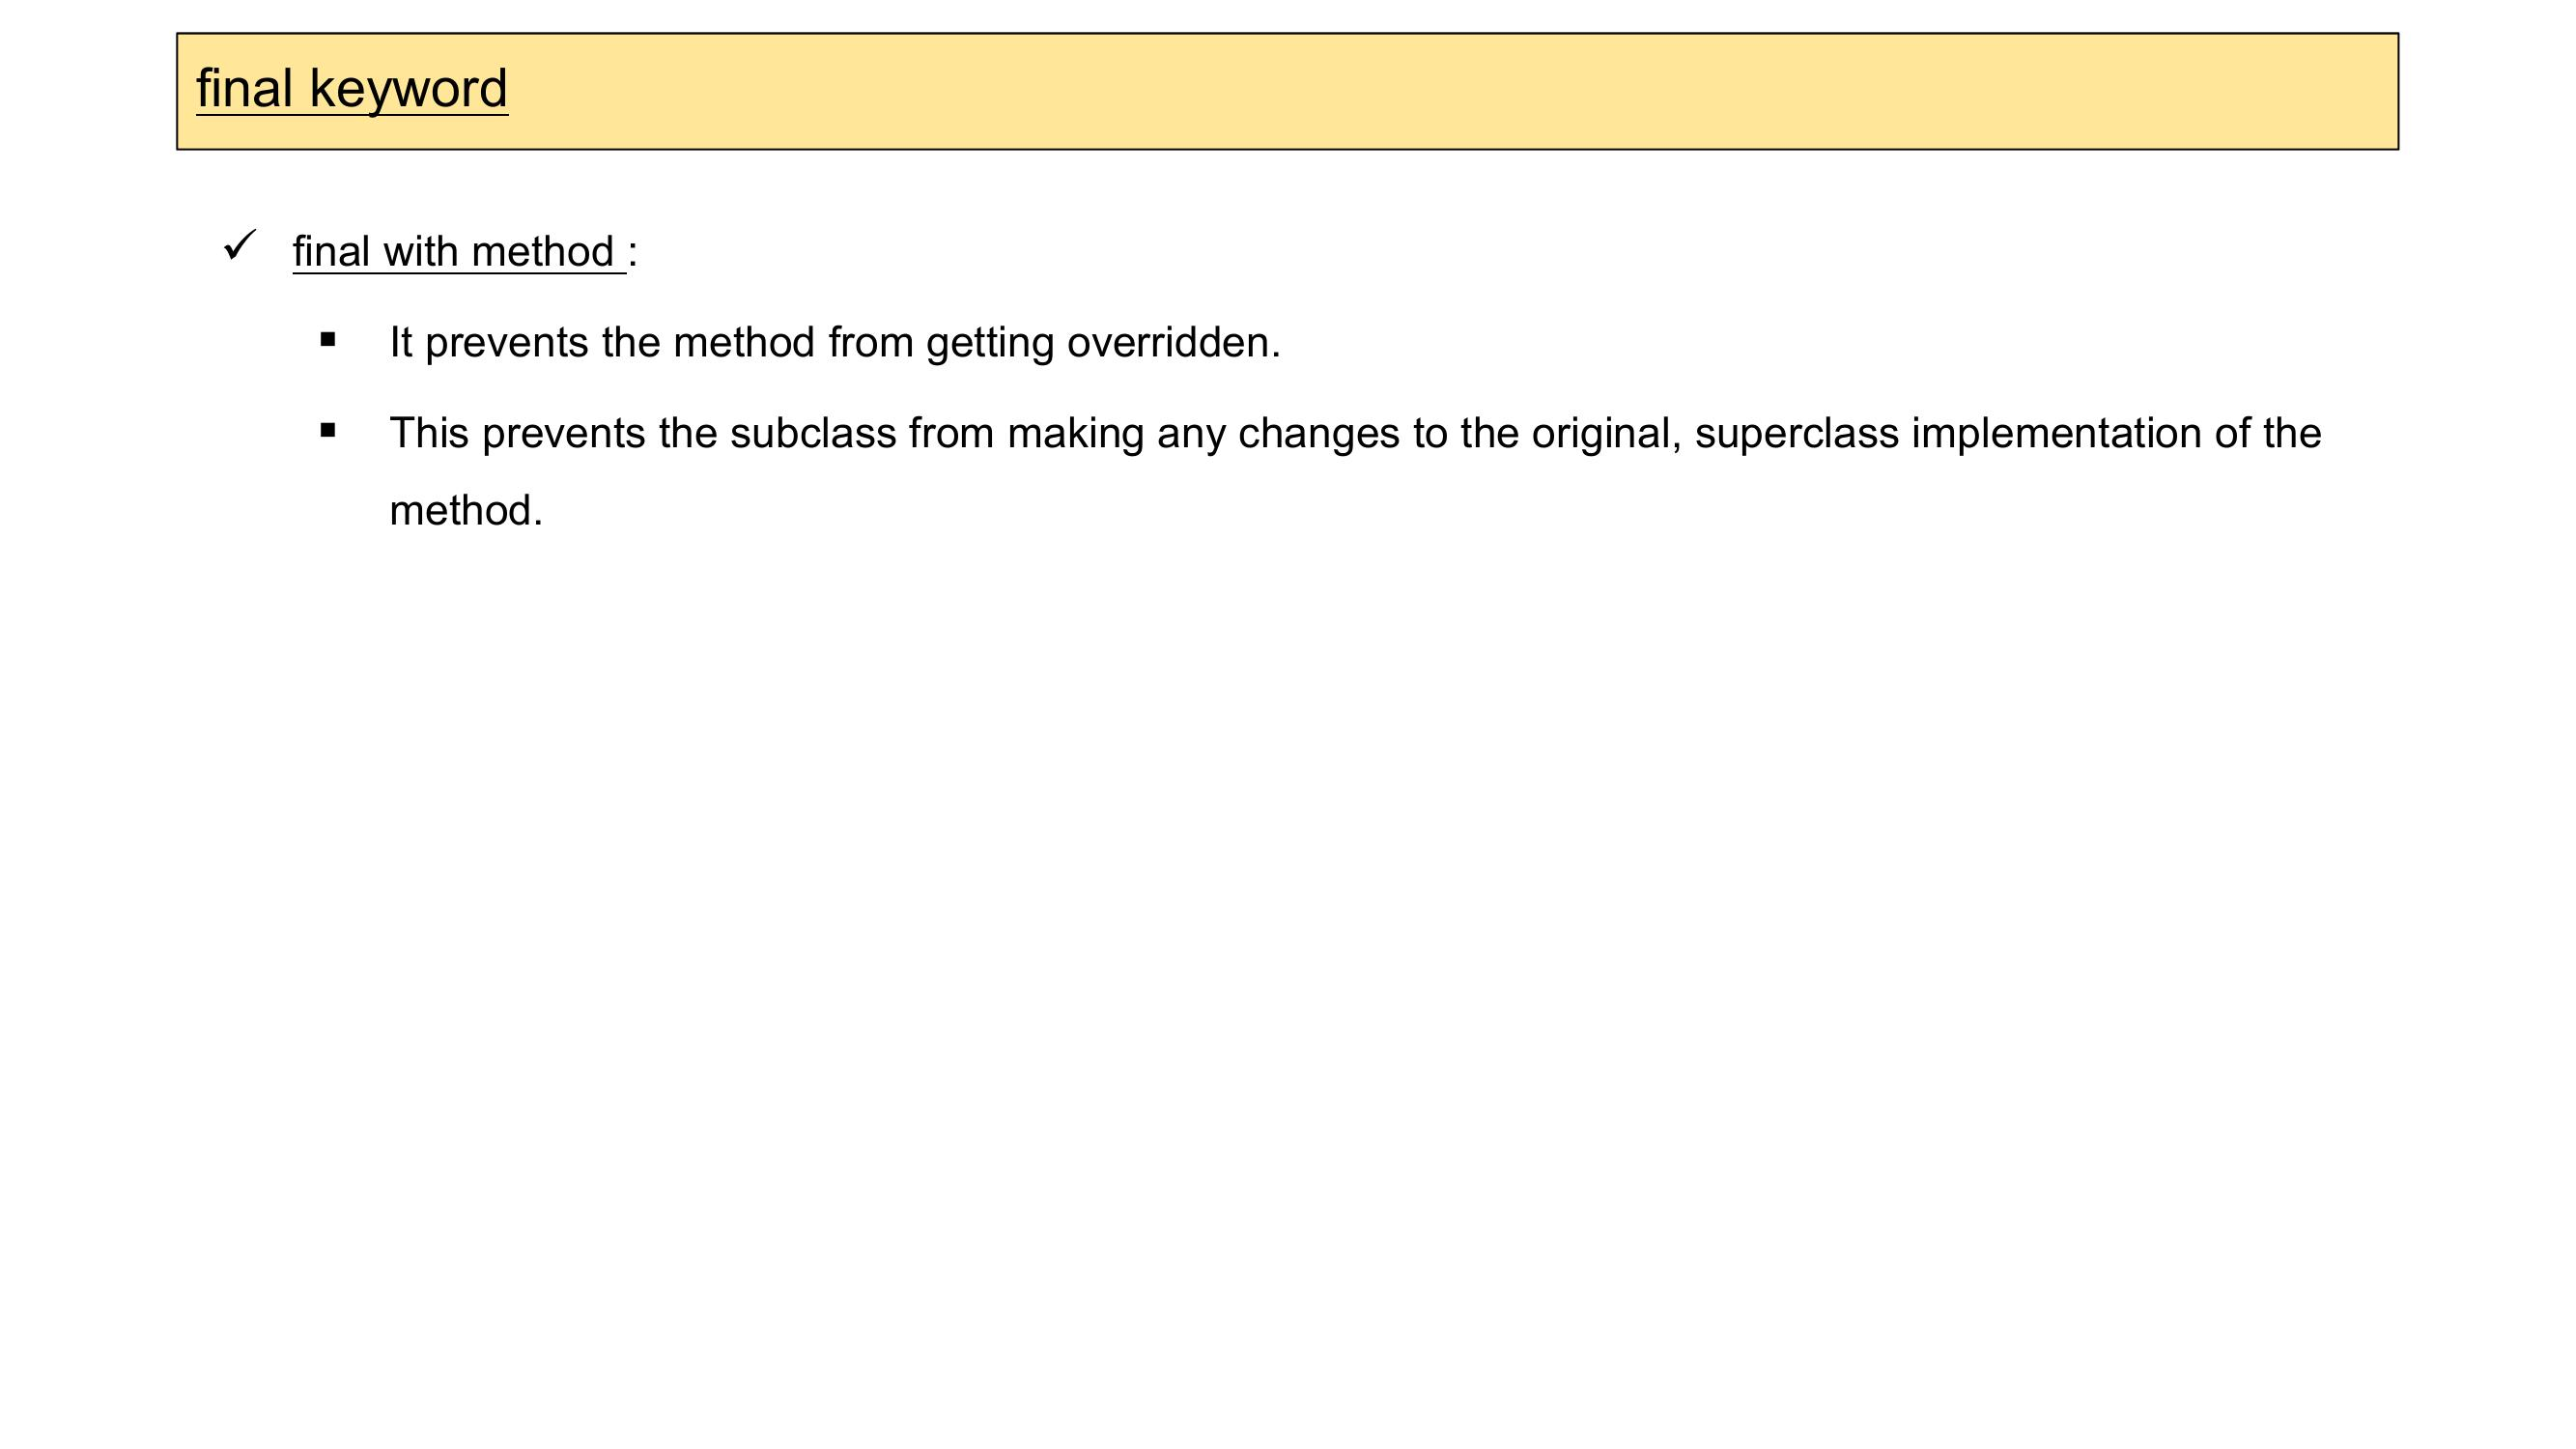 final keyword
✓ final with method :
▪ It prevents the method from getting overridden.
▪ This prevents the subclass from making any changes to the original, superclass implementation of the
method.